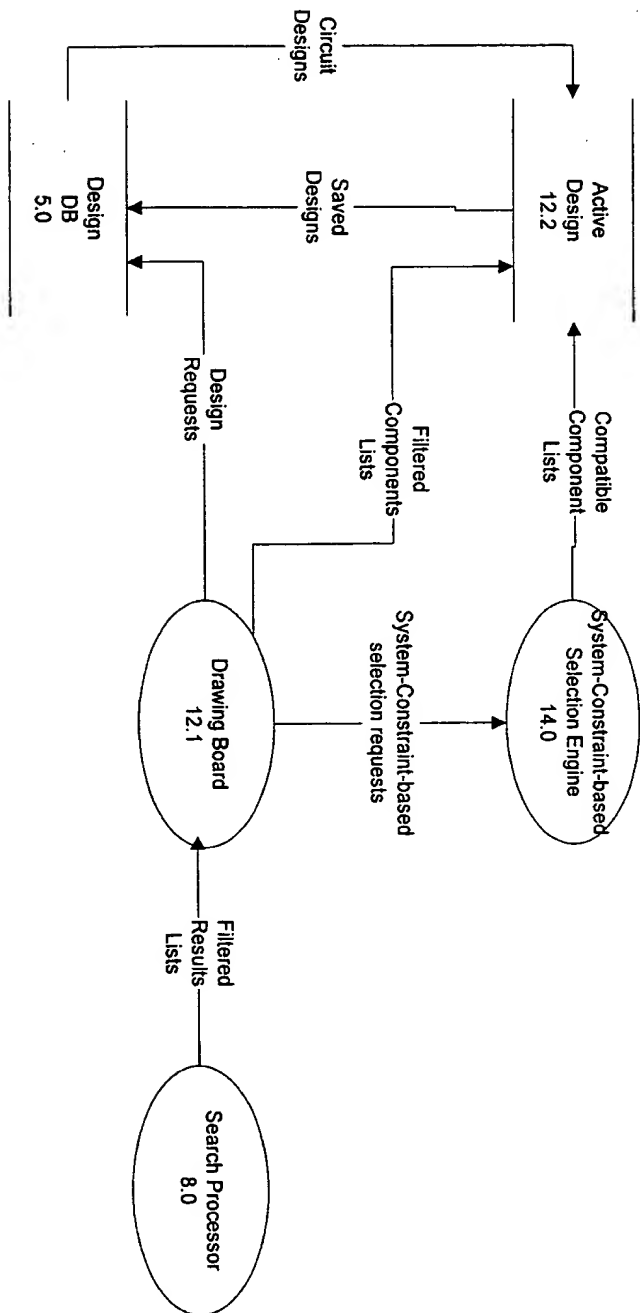 Active
Design
12.2
Compatible
Component
Lists
System-Constraint-based
Selection Engine
14.0
Circuit
Designs
Saved
Designs
Filtered
Components
Lists
System-Constraint-based
selection requests
Design
DB
5.0
Design
Requests
Drawing Board
12.1
Filtered
Results
Lists
Search Processor
8.0